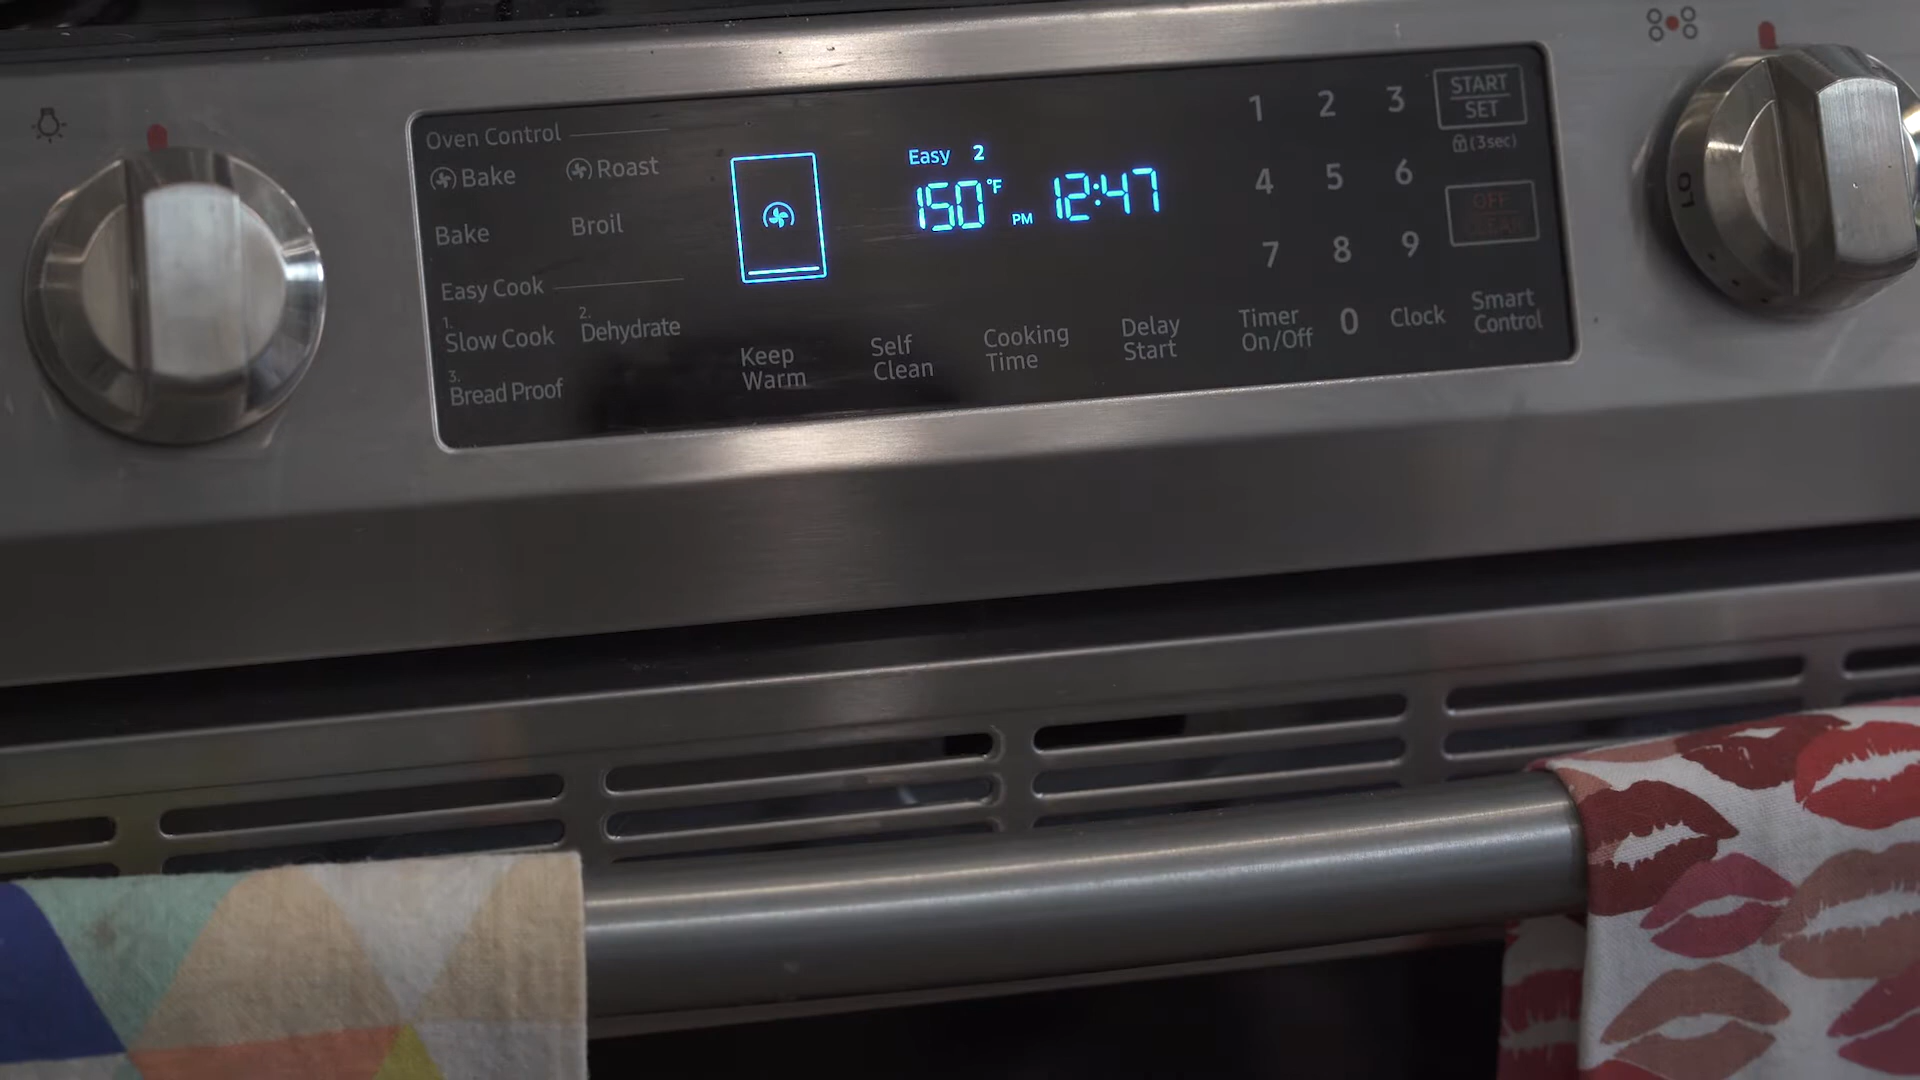 Oven Control
Bake
Roast
Bake
Broil
Easy Cook
1. Slow Cook
2. Dehydrate
3. Bread Proof
Easy 2
150°F
PM 12:47
Keep Warm
Self Clean
Cooking Time
Delay Start
1 2 3
4 5 6
7 8 9
Timer On/Off
0
Clock
Smart Control
START
SET
(3sec)
OFF
CLEAR
LO